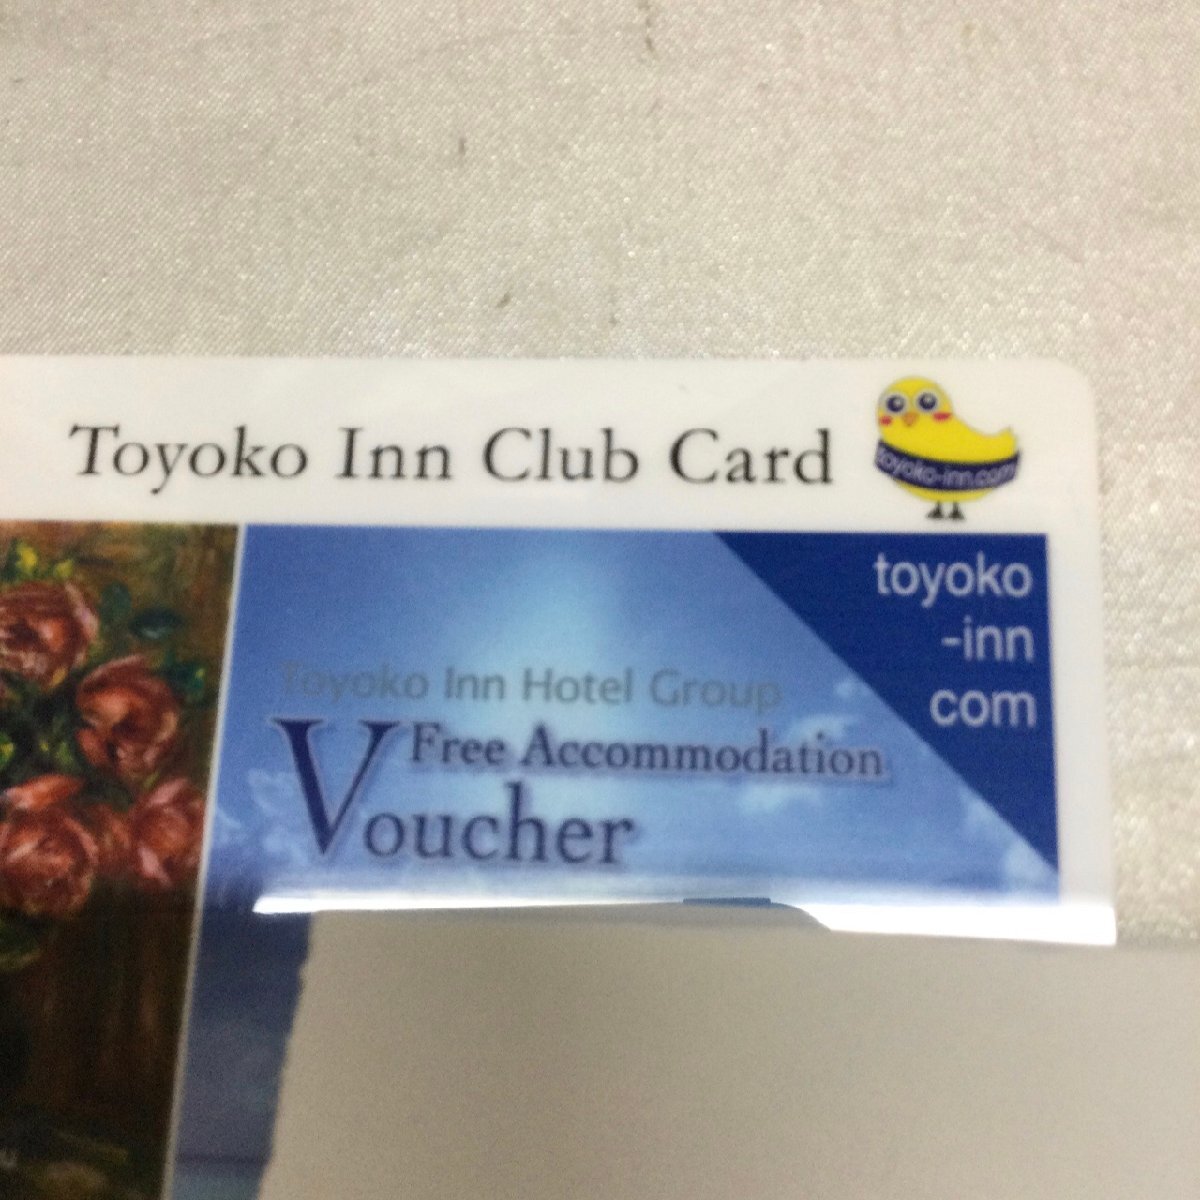 Toyoko Inn Club Card
toyoko-inn.com
toyoko
-inn
com
Toyoko Inn Hotel Group
Free Accommodation
Voucher